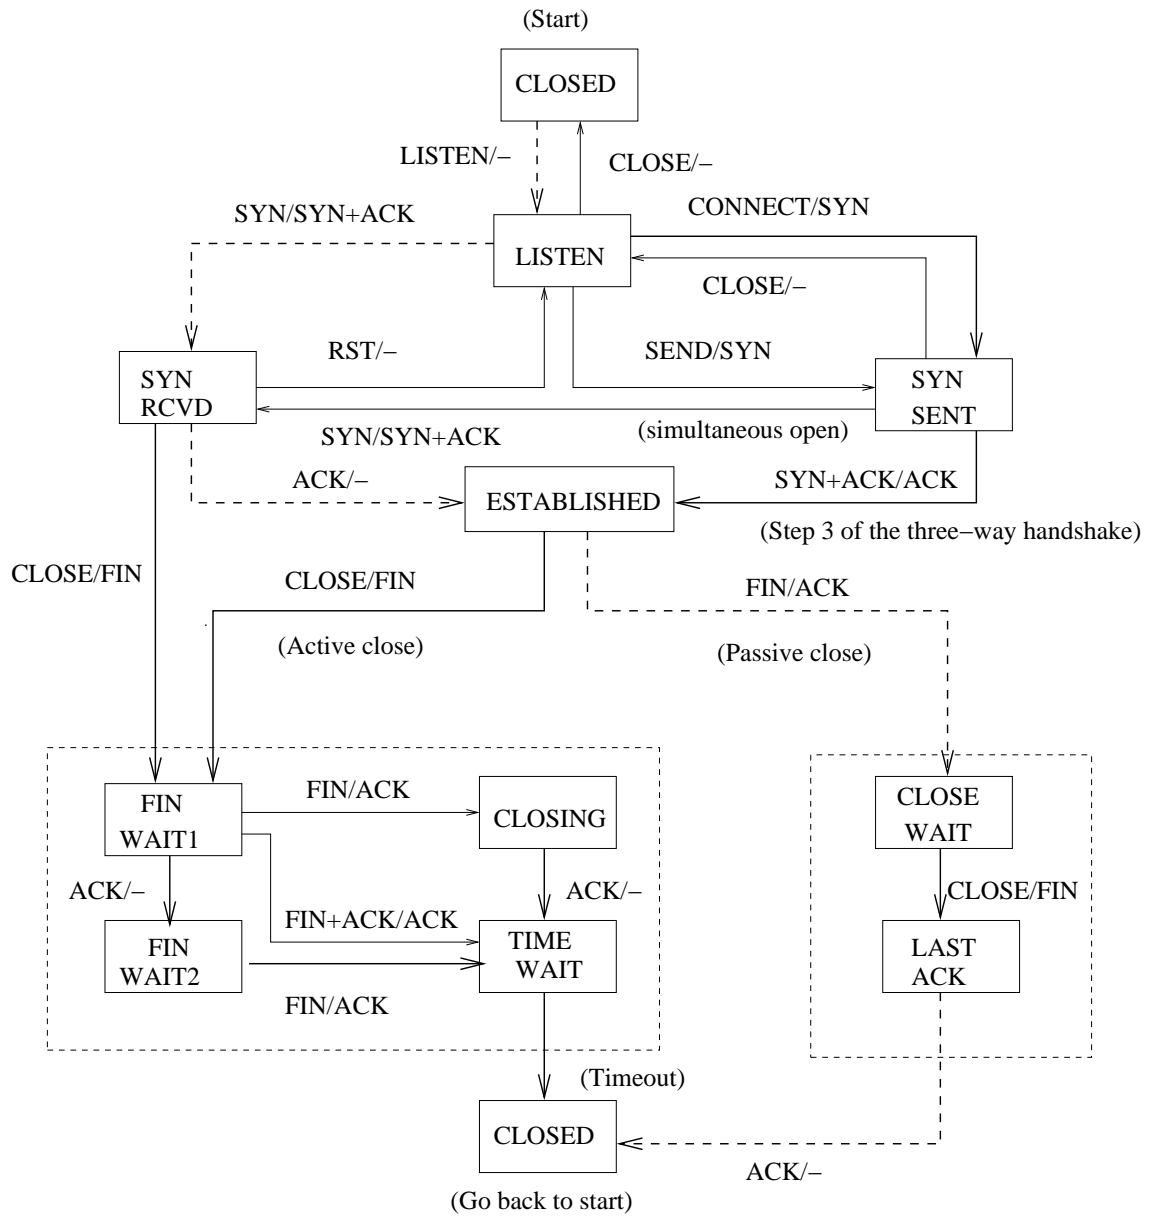 (Start)
CLOSED
LISTEN/–
CLOSE/–
SYN/SYN+ACK
CONNECT/SYN
LISTEN
CLOSE/–
RST/–
SEND/SYN
SYN
RCVD
SYN
SENT
SYN/SYN+ACK
(simultaneous open)
ACK/–
SYN+ACK/ACK
ESTABLISHED
(Step 3 of the three–way handshake)
CLOSE/FIN
CLOSE/FIN
FIN/ACK
(Active close)
(Passive close)
FIN
WAIT1
FIN/ACK
CLOSING
CLOSE
WAIT
ACK/–
ACK/–
CLOSE/FIN
FIN+ACK/ACK
FIN
WAIT2
TIME
WAIT
LAST
ACK
FIN/ACK
(Timeout)
CLOSED
ACK/–
(Go back to start)